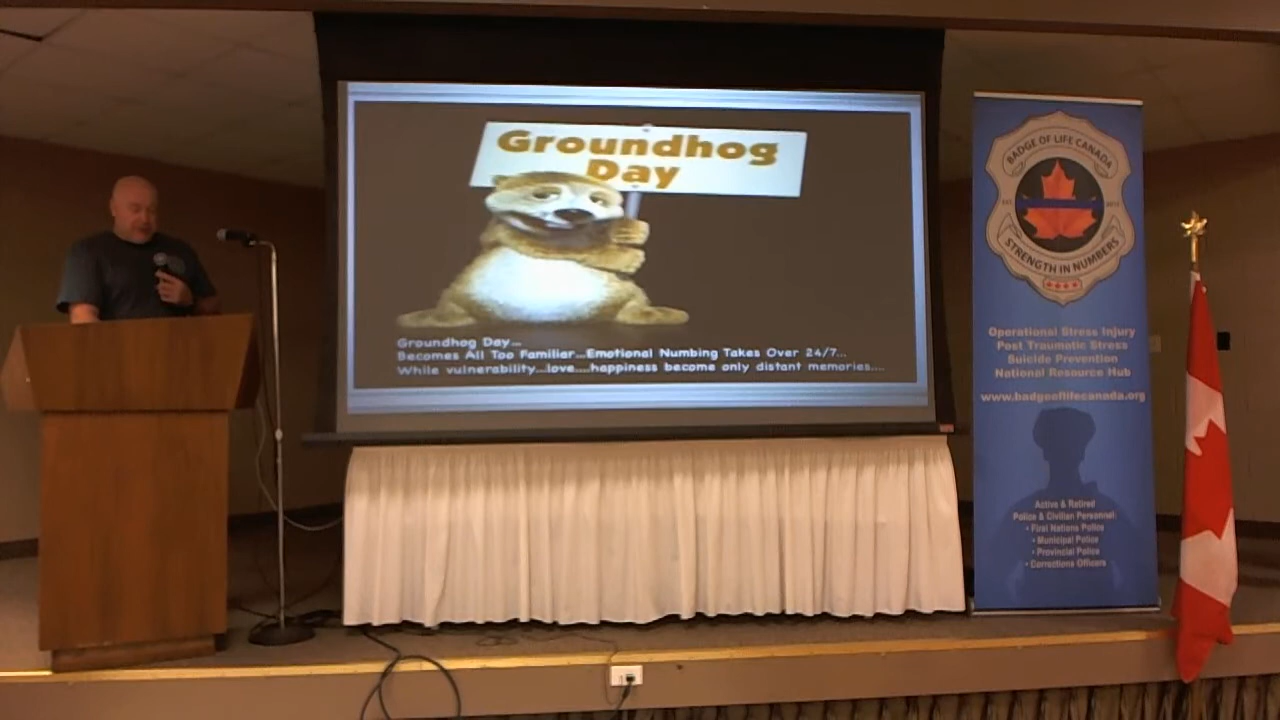 Groundhog
Day
Groundhog Day...
Becomes All Too Familiar...Emotional Numbing Takes Over 24/7...
While vulnerability...love....happiness become only distant memories....
BADGE OF LIFE CANADA
STRENGTH IN NUMBERS
Operational Stress Injury
Post Traumatic Stress
Suicide Prevention
National Resource Hub
www.badgeoflifecanada.org
Active & Retired
Police & Civilian Personnel:
• First Nations Police
• Municipal Police
• Provincial Police
• Corrections Officers